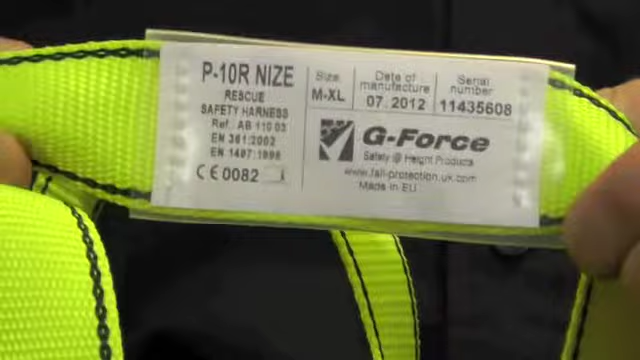 P-10R NIZE
RESCUE
SAFETY HARNESS
Ref.: AB 110 03
EN 361:2002
EN 1497:1996
CE 0082
Size
M-XL
Date of
manufacture
07.2012
Serial
number
11435608
G-Force
Safety @ Height Products
www.fall-protection.uk.com
Made in EU